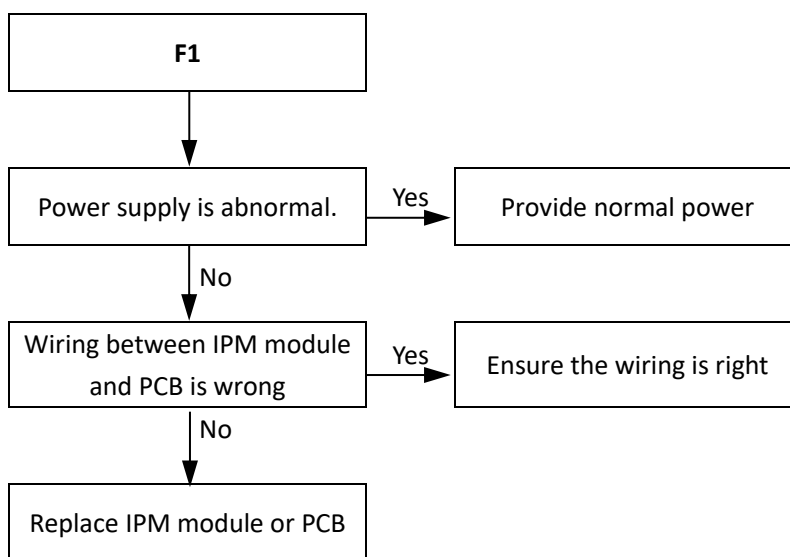 F1
Power supply is abnormal.
Yes
Provide normal power
No
Wiring between IPM module
and PCB is wrong
Yes
Ensure the wiring is right
No
Replace IPM module or PCB